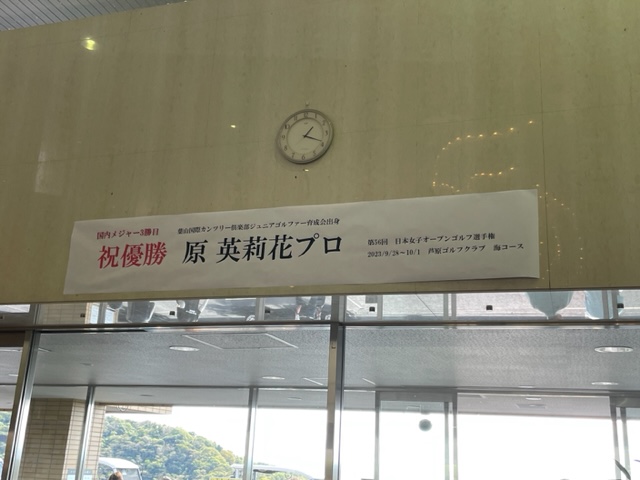 国内メジャー3勝目
祝優勝
葉山国際カンツリー倶楽部ジュニアゴルファー育成会出身
原 英莉花プロ
第56回 日本女子オープンゴルフ選手権
2023/9/28～10/1 芦原ゴルフクラブ 海コース